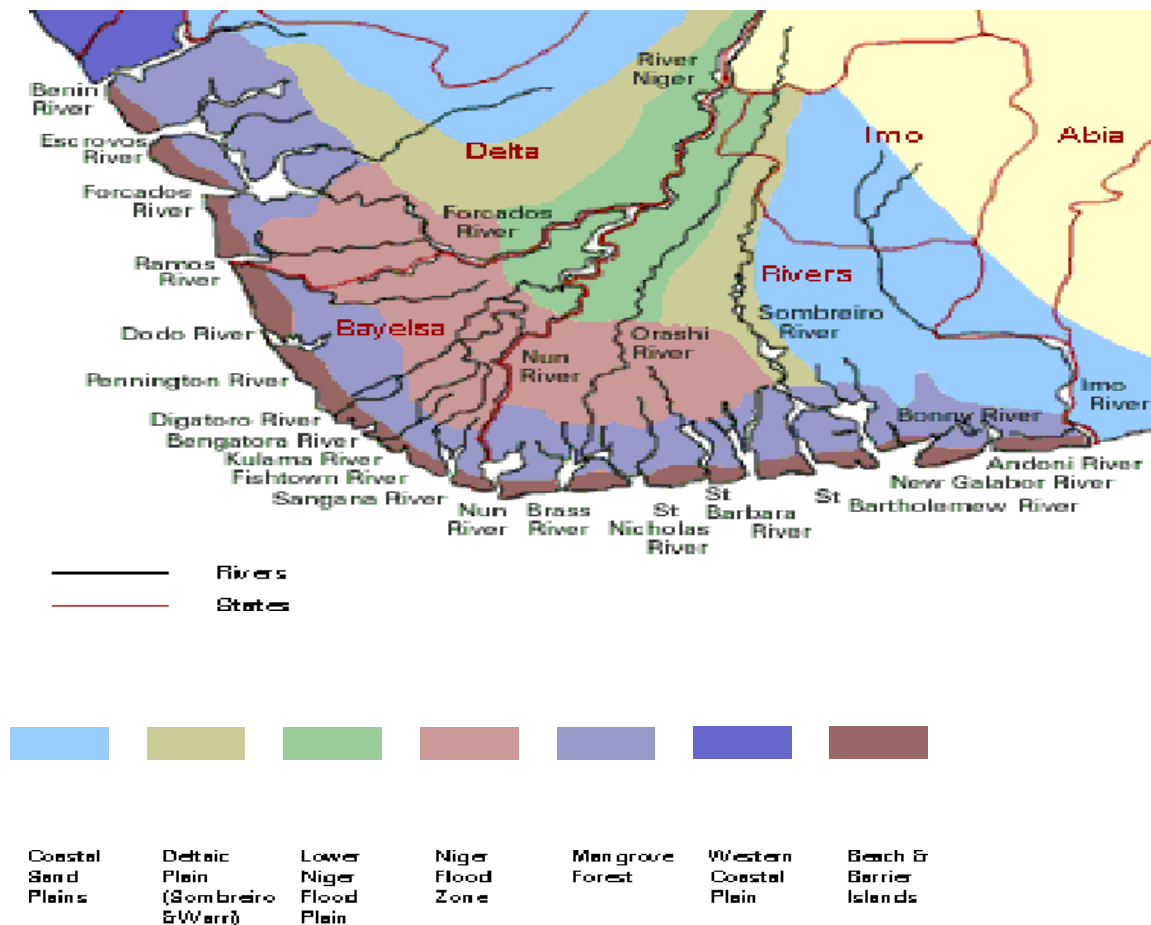 River
Niger
Benin
River
Imo
Abia
Escrovos
River
Delta
Forcados
River
Forcados
River
Ramos
River
Rivers
Sombreiro
River
Dodo River
Bayelsa
Orashi
River
Nun
River
Pennington River
Imo
River
Digatoro River
Bonny River
Bengatora River
Kulama River
Andoni River
Fishtown River
New Calabor River
Sangana River
St
Bartholemew River
Nun
River
Brass
River
St
Nicholas
River
St
Barbara
River
Rivers
States
Coastal
Sand
Plains
Deltaic
Plain
(Sombreiro
&Warri)
Lower
Niger
Flood
Plain
Niger
Flood
Zone
Mangrove
Forest
Western
Coastal
Plain
Beach &
Barrier
Islands